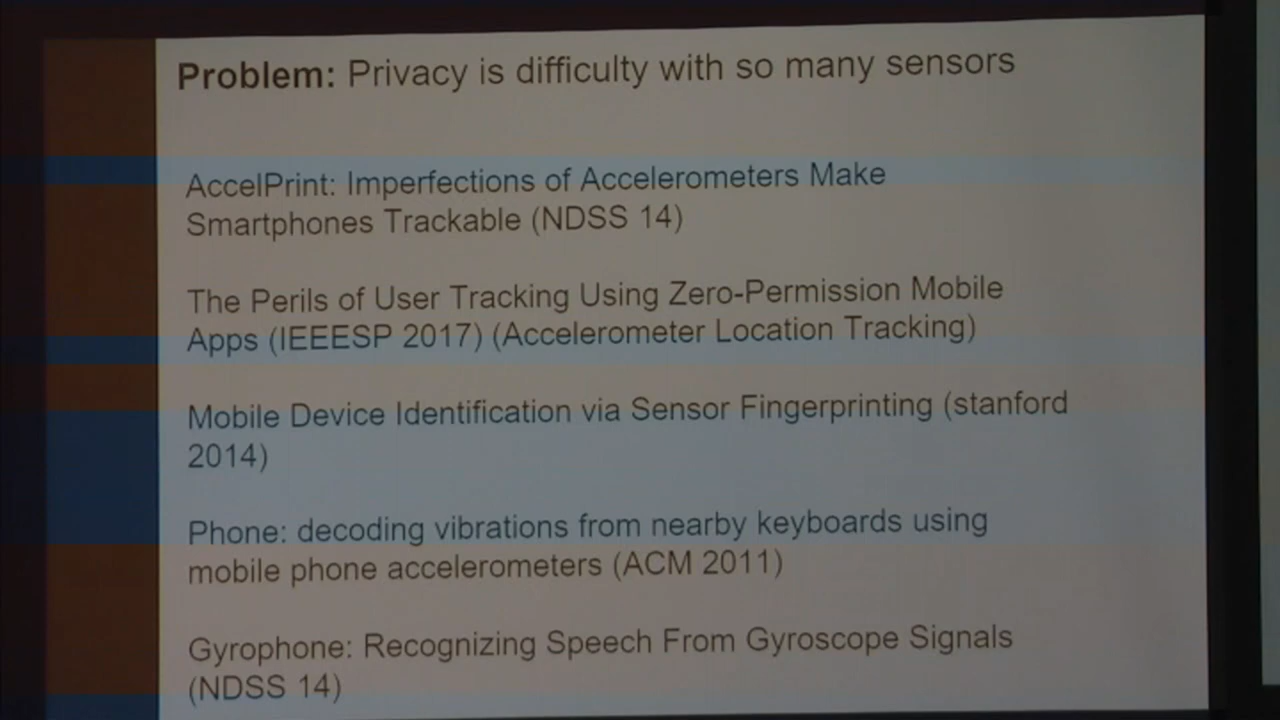 Problem: Privacy is difficulty with so many sensors
AccelPrint: Imperfections of Accelerometers Make
Smartphones Trackable (NDSS 14)
The Perils of User Tracking Using Zero-Permission Mobile
Apps (IEEESP 2017) (Accelerometer Location Tracking)
Mobile Device Identification via Sensor Fingerprinting (stanford
2014)
Phone: decoding vibrations from nearby keyboards using
mobile phone accelerometers (ACM 2011)
Gyrophone: Recognizing Speech From Gyroscope Signals
(NDSS 14)